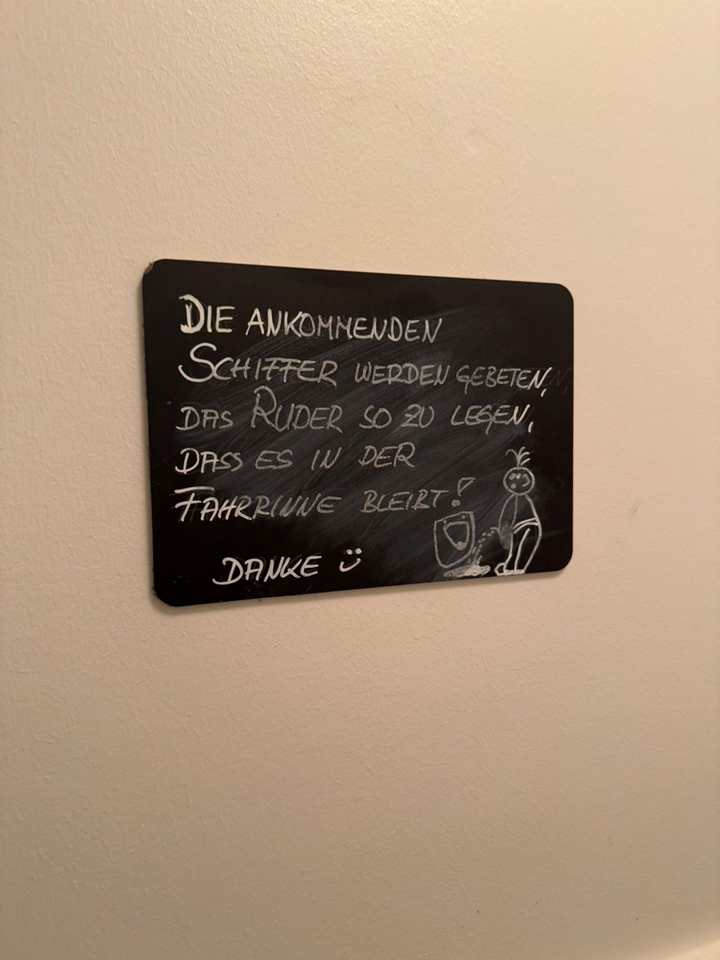 DIE ANKOMMENDEN
SCHIFFER WERDEN GEBETEN,
DAS RUDER SO ZU LEGEN,
DASS ES IN DER
FAHRRINNE BLEIBT!
DANKE